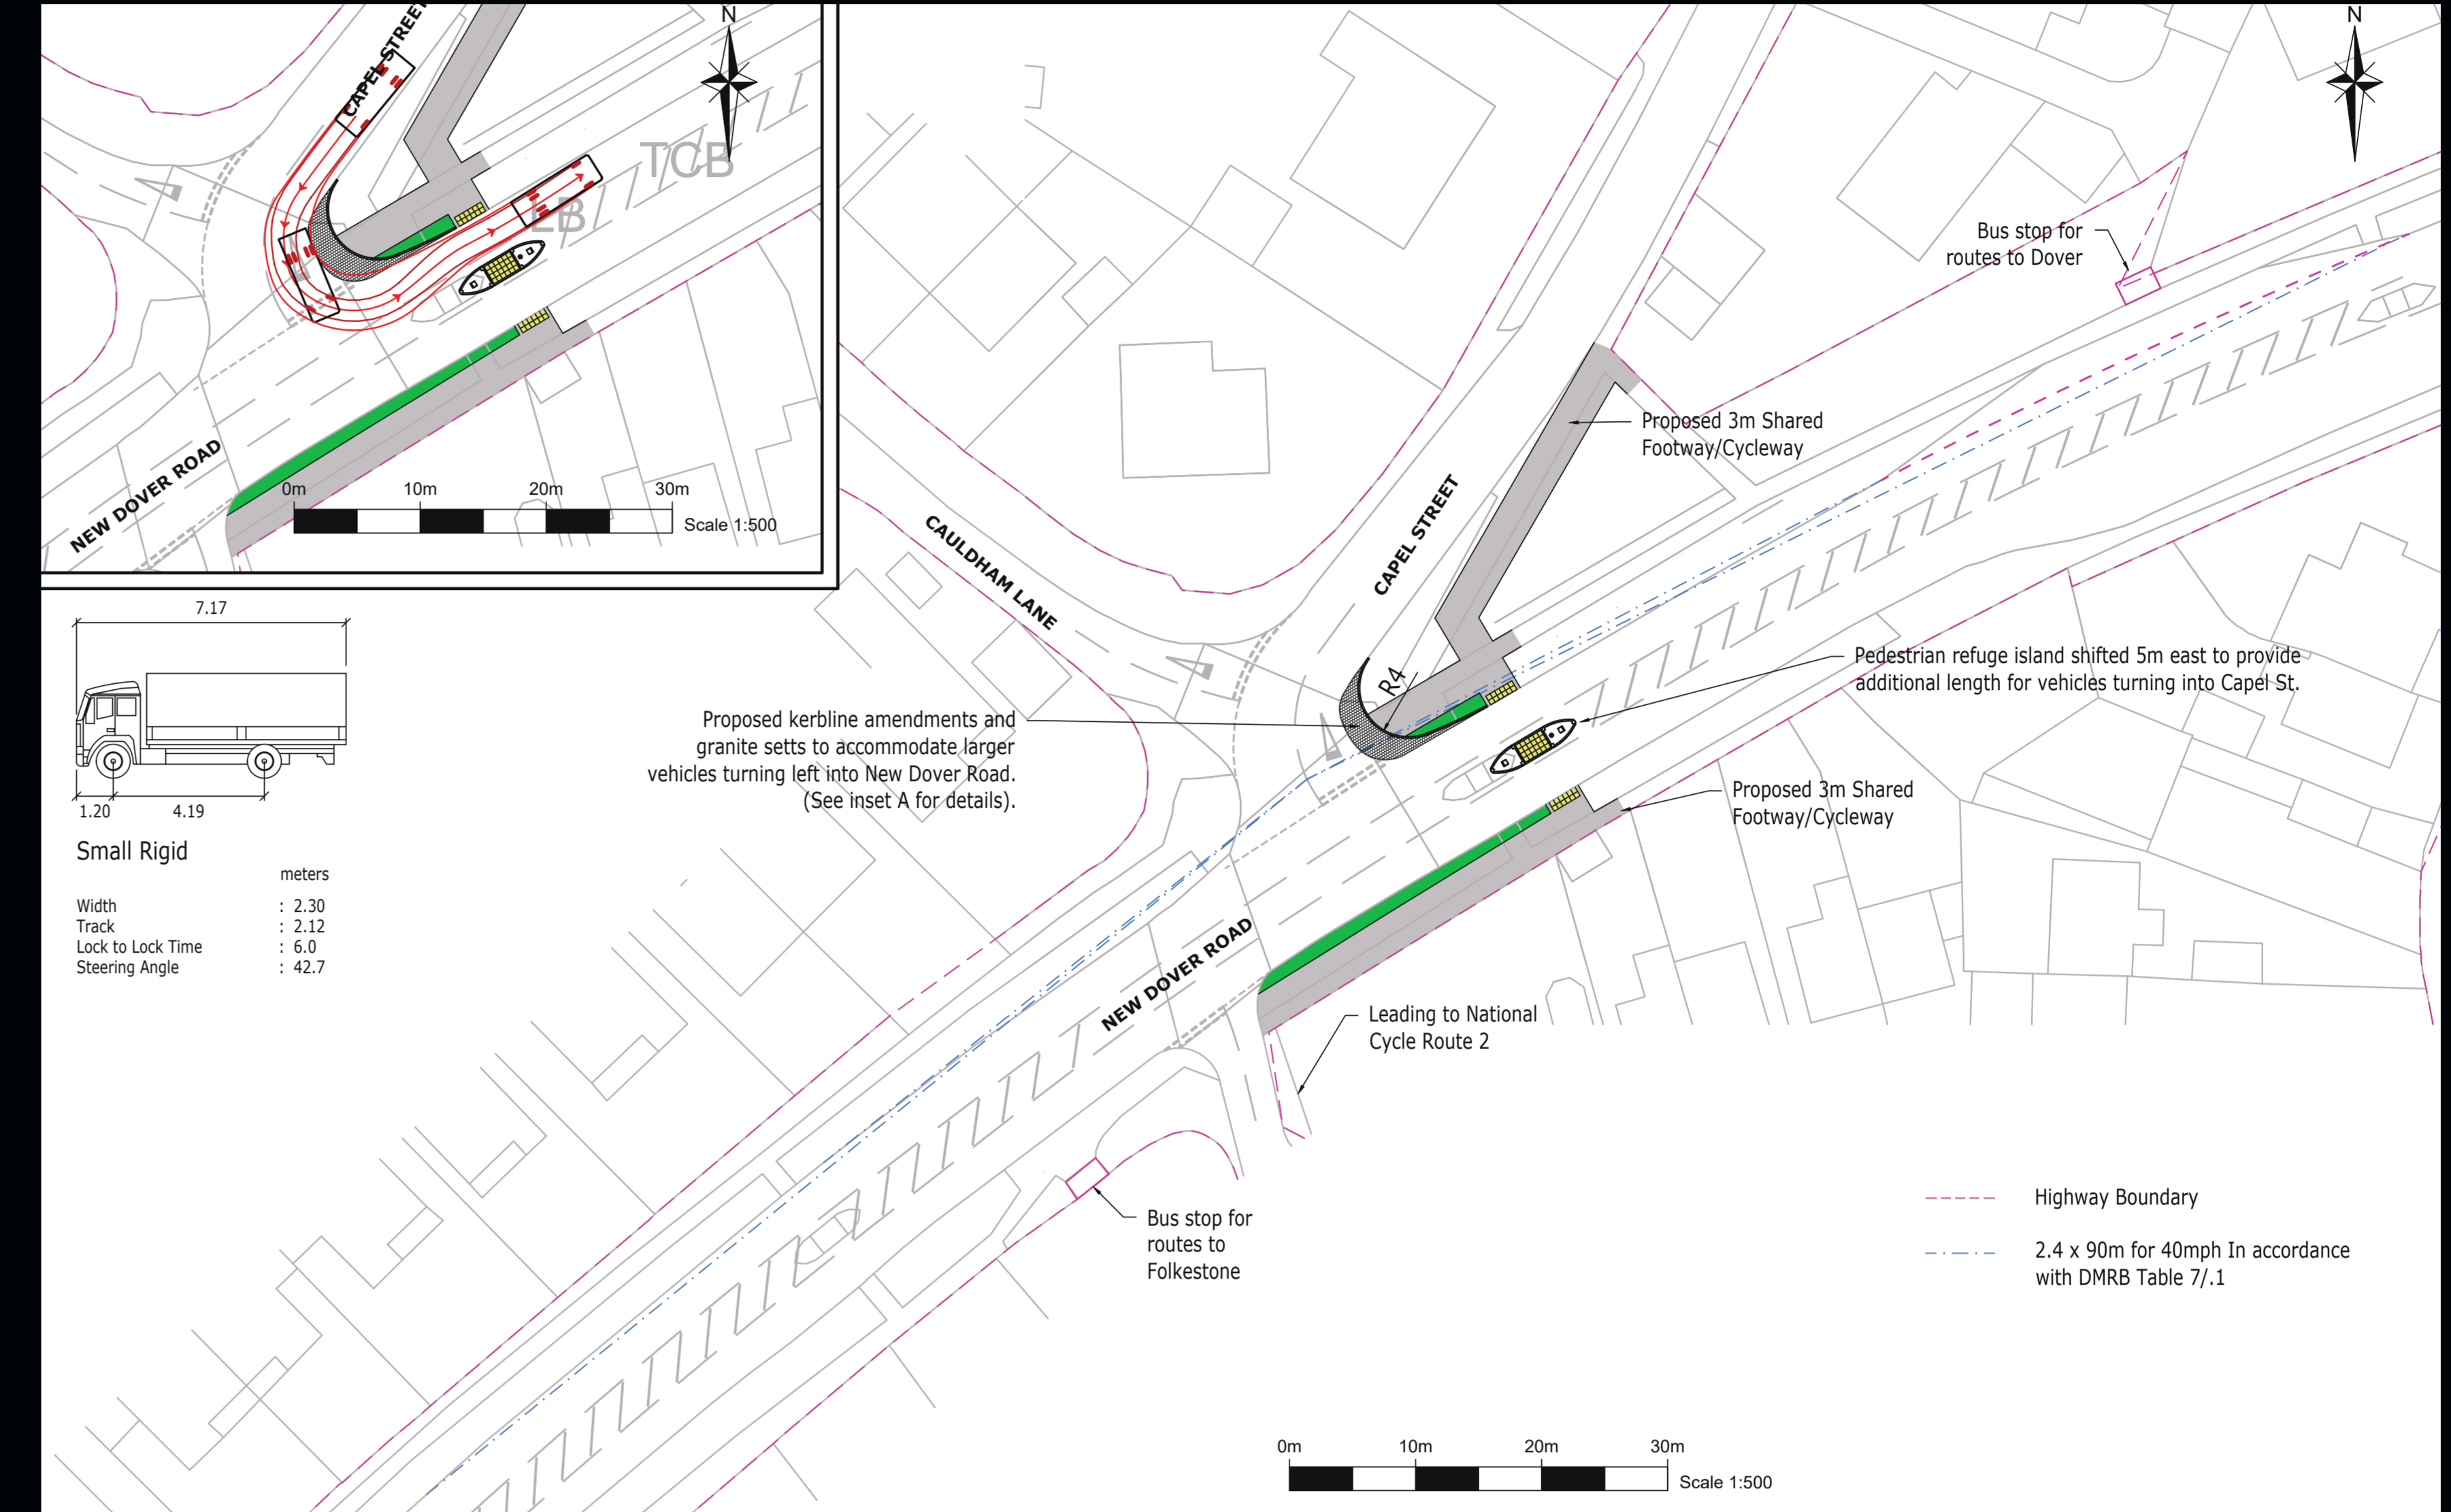 CAPEL STREET
N
TCB
LB
NEW DOVER ROAD
0m 10m 20m 30m
Scale 1:500
7.17
1.20 4.19
Small Rigid
meters
Width : 2.30
Track : 2.12
Lock to Lock Time : 6.0
Steering Angle : 42.7
N
Bus stop for
routes to Dover
Proposed 3m Shared
Footway/Cycleway
CAPEL STREET
CAULDHAM LANE
R4
Pedestrian refuge island shifted 5m east to provide
additional length for vehicles turning into Capel St.
Proposed kerbline amendments and
granite setts to accommodate larger
vehicles turning left into New Dover Road.
(See inset A for details).
Proposed 3m Shared
Footway/Cycleway
NEW DOVER ROAD
Leading to National
Cycle Route 2
Bus stop for
routes to
Folkestone
Highway Boundary
2.4 x 90m for 40mph In accordance
with DMRB Table 7/.1
0m 10m 20m 30m
Scale 1:500